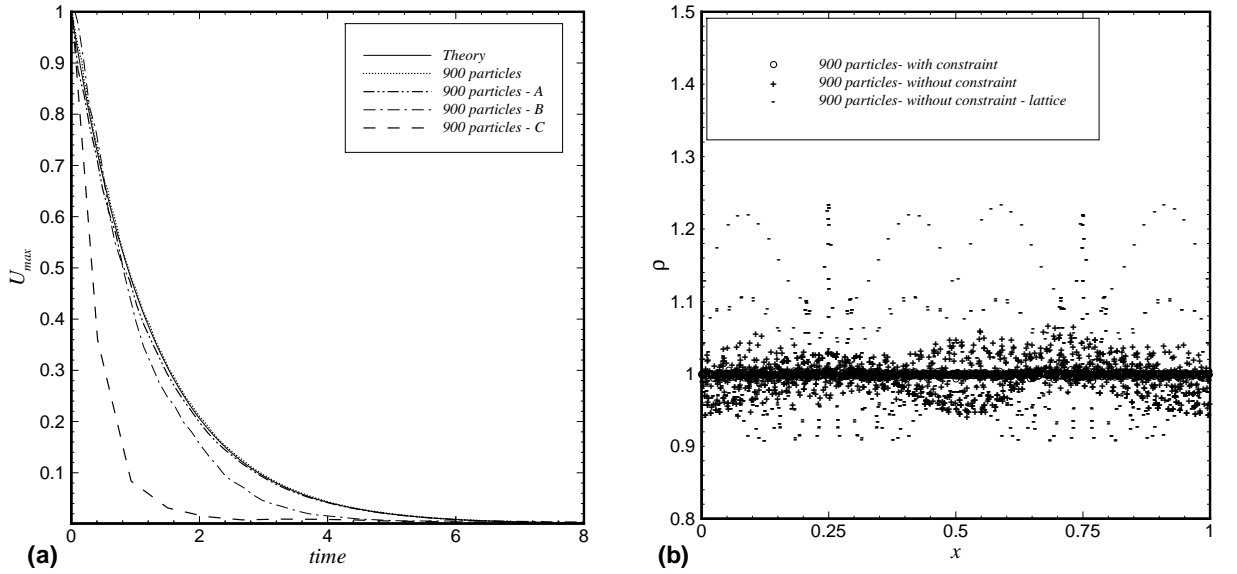 1
0.9
0.8
0.7
0.6
0.5
0.4
0.3
0.2
0.1
U max
0 2 4 6 8
time
(a)
Theory
900 particles
900 particles - A
900 particles - B
900 particles - C
1.5
1.4
1.3
1.2
1.1
1
0.9
0.8
ρ
0 0.25 0.5 0.75 1
x
(b)
900 particles- with constraint
900 particles- without constraint
900 particles- without constraint - lattice